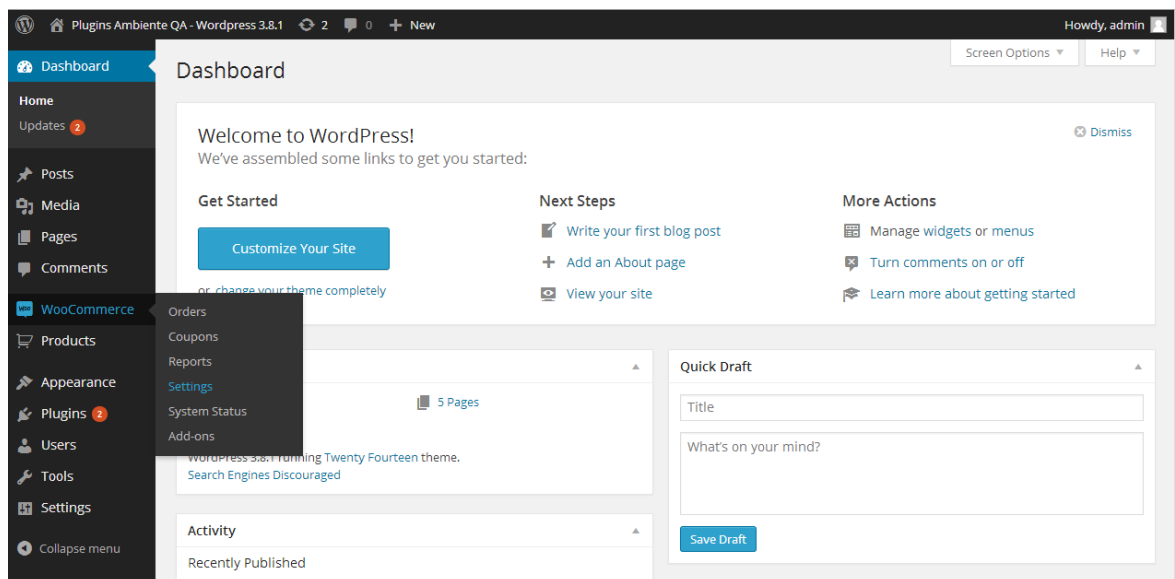 Plugins Ambiente QA - Wordpress 3.8.1 2 0 New Howdy, admin
Screen Options Help
Dashboard
Home
Updates 2
Posts
Media
Pages
Comments
WooCommerce
Products
Appearance
Plugins 2
Users
Tools
Settings
Collapse menu
Orders
Coupons
Reports
Settings
System Status
Add-ons
Dashboard
Welcome to WordPress!
Dismiss
We've assembled some links to get you started:
Get Started
Customize Your Site
or change your theme completely
Next Steps
Write your first blog post
Add an About page
View your site
More Actions
Manage widgets or menus
Turn comments on or off
Learn more about getting started
5 Pages
WordPress 3.8.1 running Twenty Fourteen theme.
Search Engines Discouraged
Activity
Recently Published
Quick Draft
Title
What's on your mind?
Save Draft